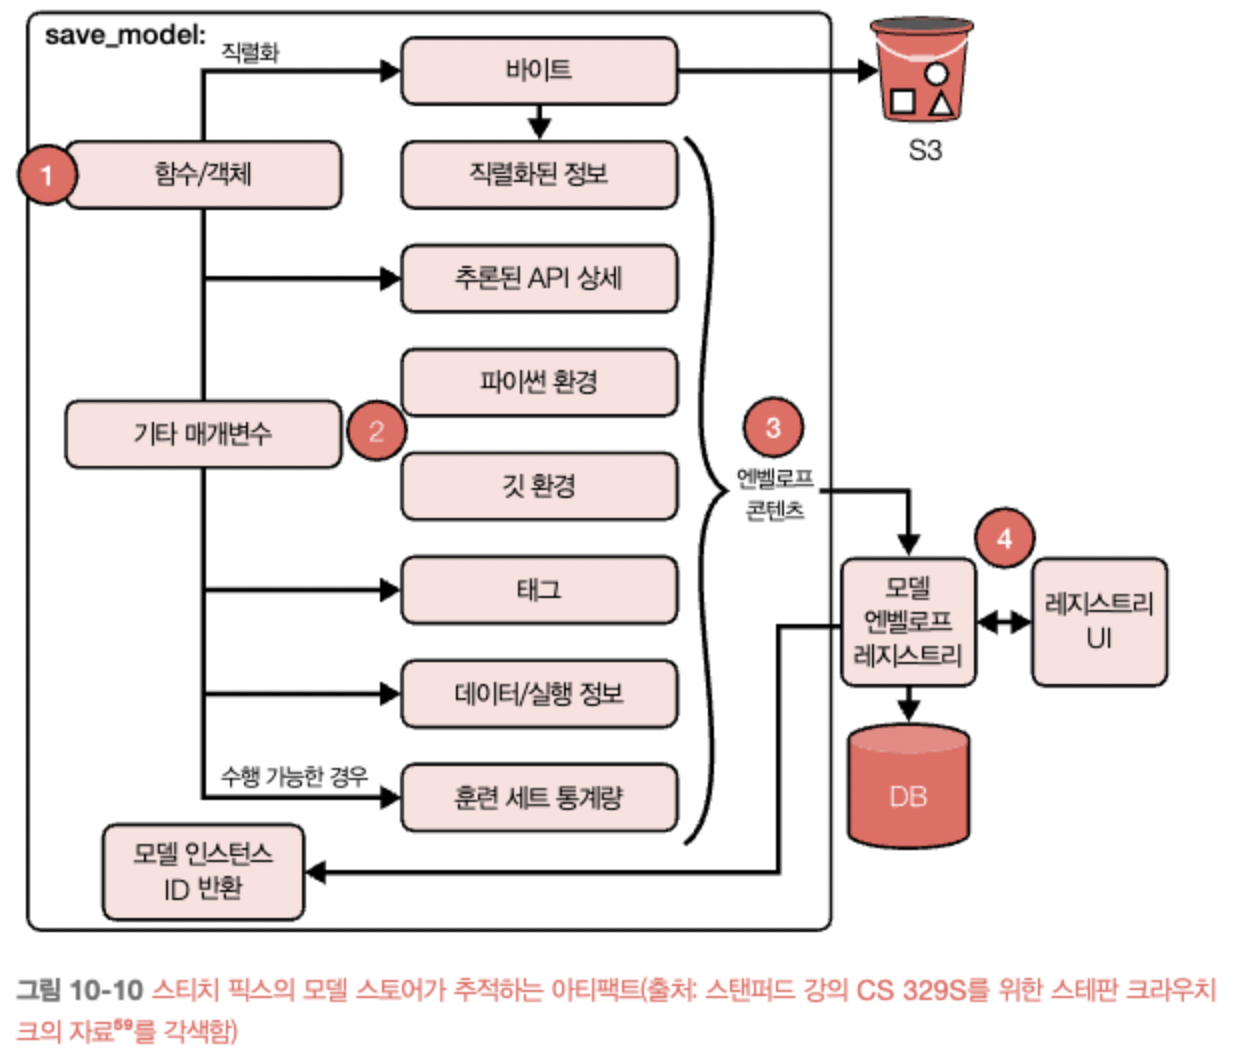 save_model:
직렬화
바이트
S3
1
함수/객체
직렬화된 정보
추론된 API 상세
파이썬 환경
기타 매개변수
2
3
깃 환경
엔벨로프
콘텐츠
4
태그
모델
엔벨로프
레지스트리
레지스트리
UI
데이터/실행 정보
수행 가능한 경우
훈련 세트 통계량
DB
모델 인스턴스
ID 반환
그림 10-10 스티치 픽스의 모델 스토어가 추적하는 아티팩트(출처: 스탠퍼드 강의 CS 329S를 위한 스테판 크라우치
크의 자료59를 각색함)